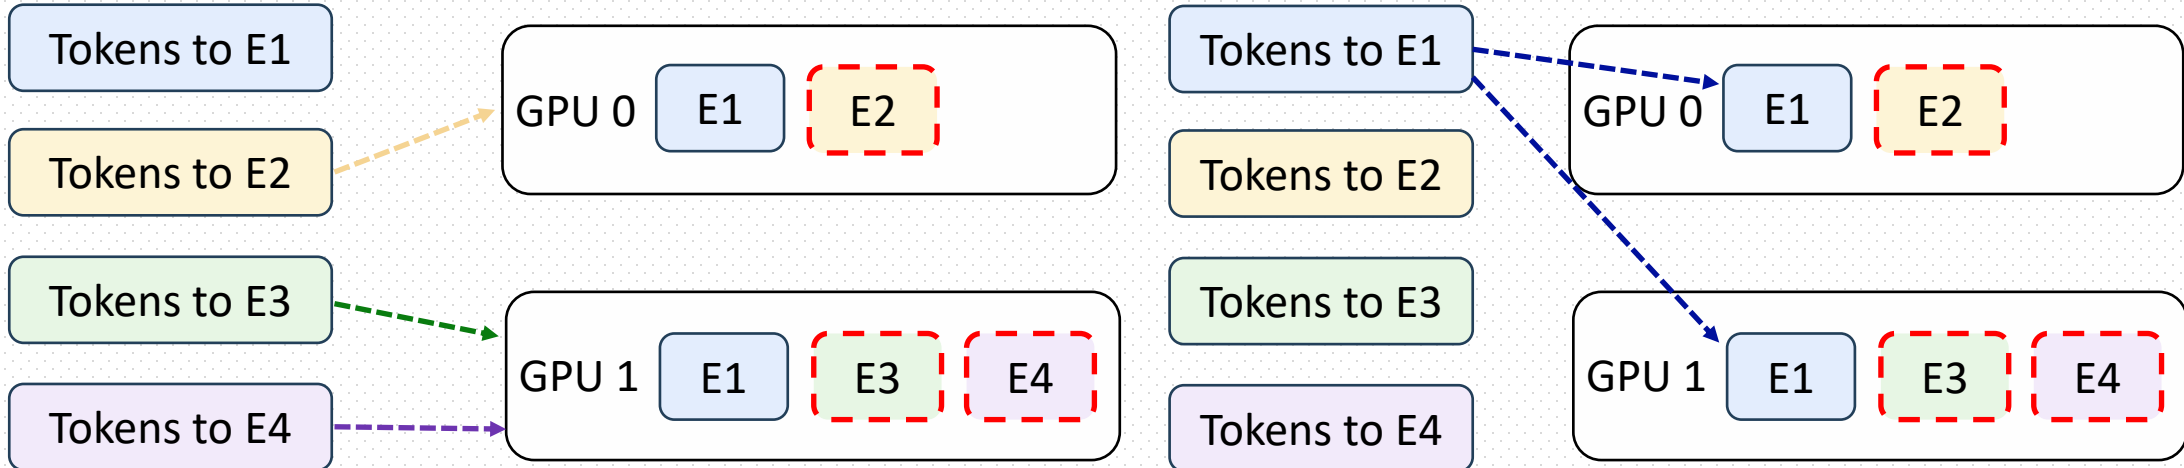 Tokens to E1
Tokens to E2
Tokens to E3
Tokens to E4
GPU 0 E1 E2
GPU 1 E1 E3 E4
Tokens to E1
Tokens to E2
Tokens to E3
Tokens to E4
GPU 0 E1 E2
GPU 1 E1 E3 E4